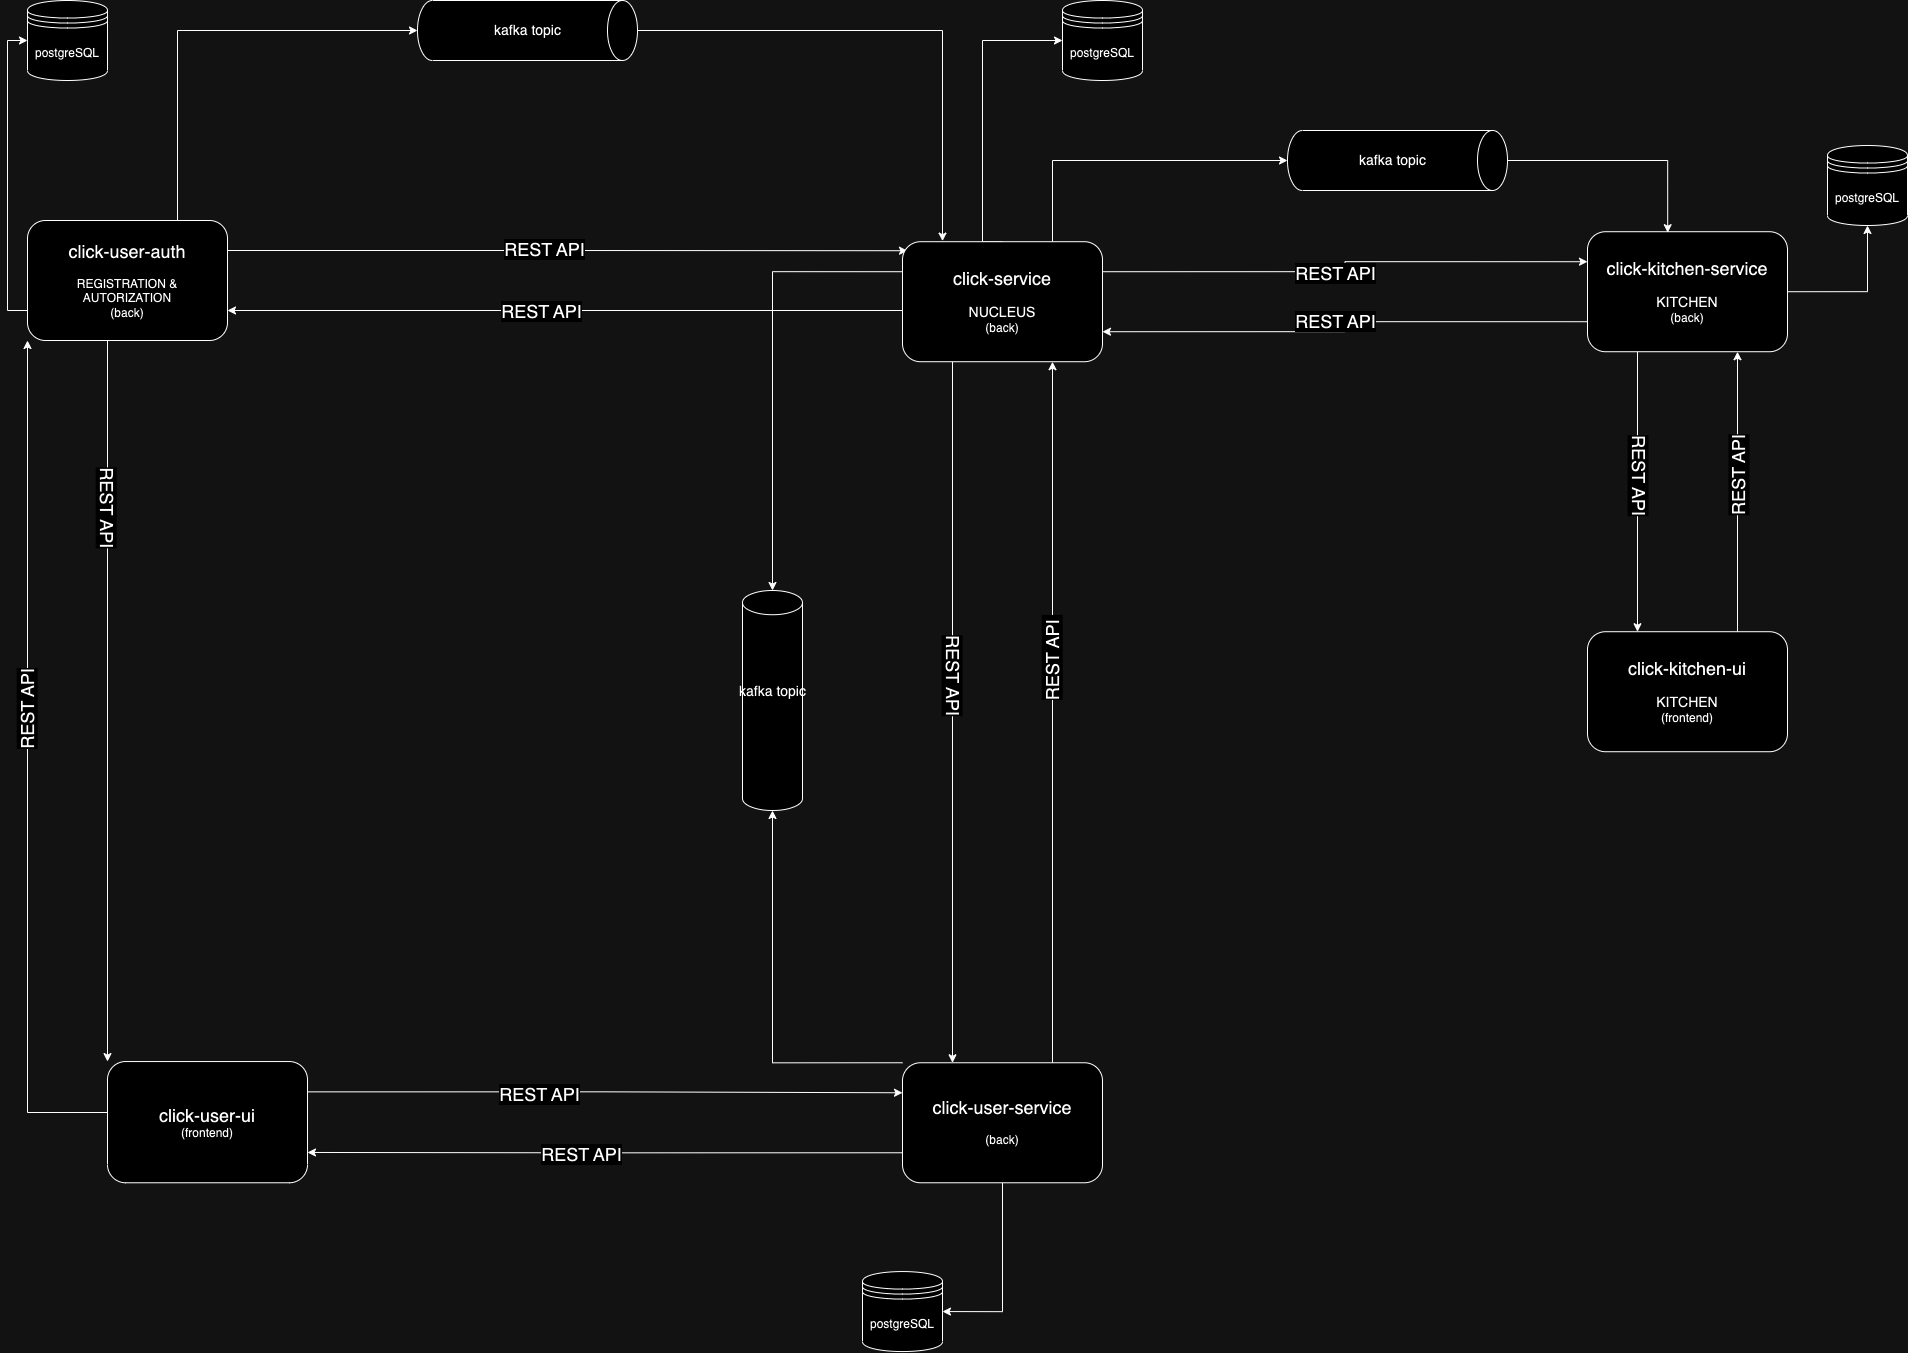 postgreSQL
kafka topic
postgreSQL
kafka topic
postgreSQL
click-user-auth
REGISTRATION &
AUTORIZATION
(back)
REST API
REST API
click-service
NUCLEUS
(back)
REST API
REST API
click-kitchen-service
KITCHEN
(back)
REST API
REST API
REST API
REST API
kafka topic
REST API
REST API
click-kitchen-ui
KITCHEN
(frontend)
click-user-ui
(frontend)
REST API
REST API
click-user-service
(back)
postgreSQL